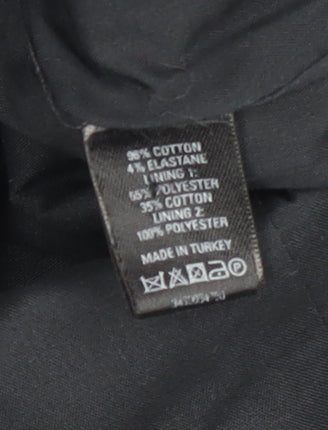 96% COTTON
4% ELASTANE
LINING 1:
65% POLYESTER
35% COTTON
LINING 2:
100% POLYESTER
MADE IN TURKEY